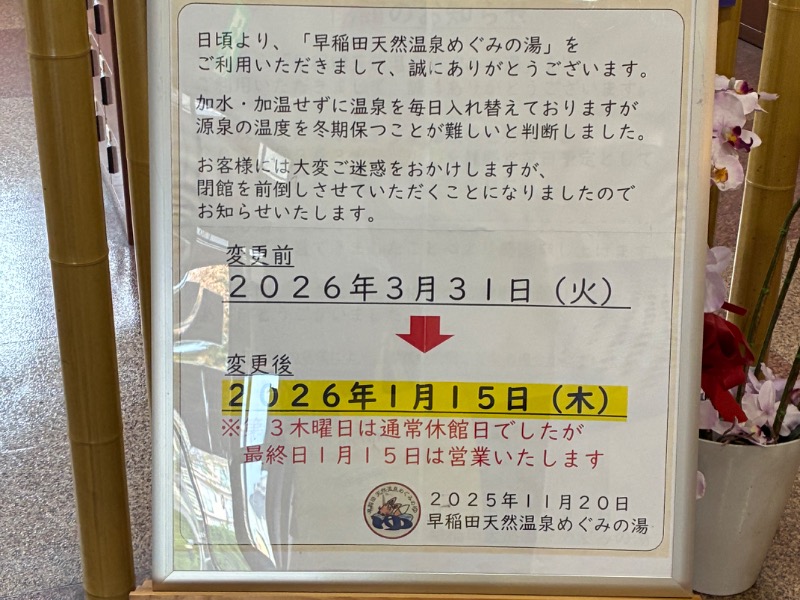 日頃より、「早稲田天然温泉めぐみの湯」を
ご利用いただきまして、誠にありがとうございます。
加水・加温せずに温泉を毎日入れ替えておりますが
源泉の温度を冬期保つことが難しいと判断しました。
お客様には大変ご迷惑をおかけしますが、
閉館を前倒しさせていただくことになりましたので
お知らせいたします。
変更前
２０２６年３月３１日（火）
変更後
２０２６年１月１５日（木）
※第３木曜日は通常休館日でしたが
最終日１月１５日は営業いたします
２０２５年１１月２０日
早稲田天然温泉めぐみの湯